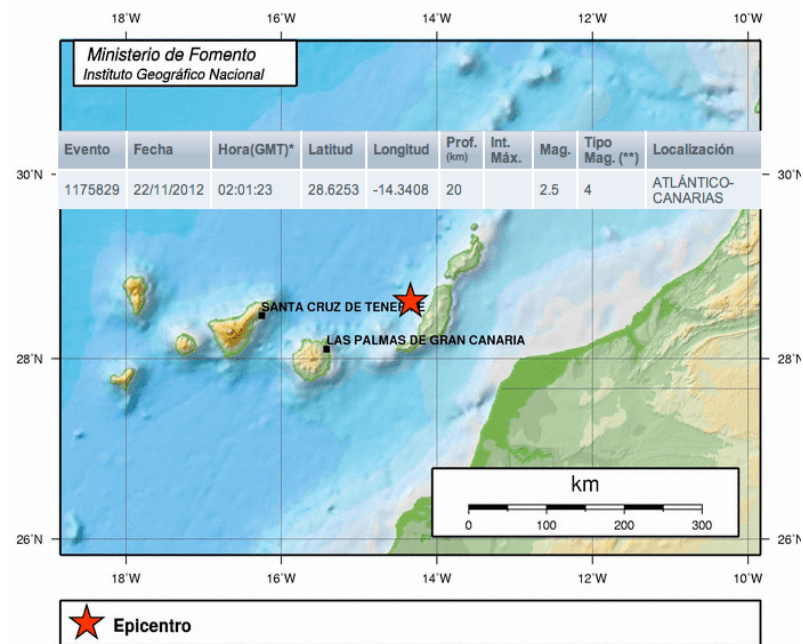 18°W 16°W 14°W 12°W 10°W
Ministerio de Fomento
Instituto Geográfico Nacional
Evento Fecha Hora(GMT)* Latitud Longitud Prof. (km) Int. Máx. Mag. Tipo Mag. (**) Localización
30°N 30°N
1175829 22/11/2012 02:01:23 28.6253 -14.3408 20 2.5 4 ATLÁNTICO-CANARIAS
SANTA CRUZ DE TENE E
LAS PALMAS DE GRAN CANARIA
28°N 28°N
km
0 100 200 300
26°N 26°N
18°W 16°W 14°W 12°W 10°W
Epicentro